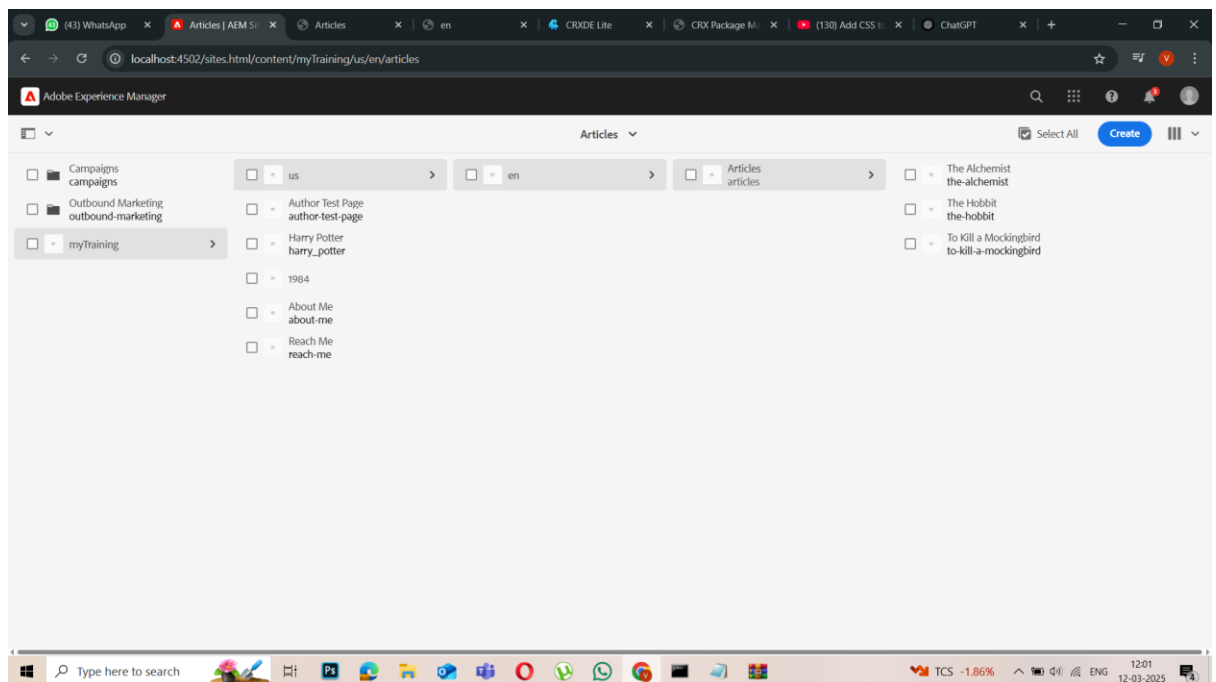 (43) WhatsApp
Articles | AEM Si
Articles
en
CRXDE Lite
CRX Package Ma
(130) Add CSS t
ChatGPT
localhost:4502/sites.html/content/myTraining/us/en/articles
V
Adobe Experience Manager
Articles
Select All
Create
Campaigns
campaigns
Outbound Marketing
outbound-marketing
myTraining
us
Author Test Page
author-test-page
Harry Potter
harry_potter
1984
About Me
about-me
Reach Me
reach-me
en
Articles
articles
The Alchemist
the-alchemist
The Hobbit
the-hobbit
To Kill a Mockingbird
to-kill-a-mockingbird
Type here to search
Ps
TCS -1.86%
ENG
12:01
12-03-2025
4